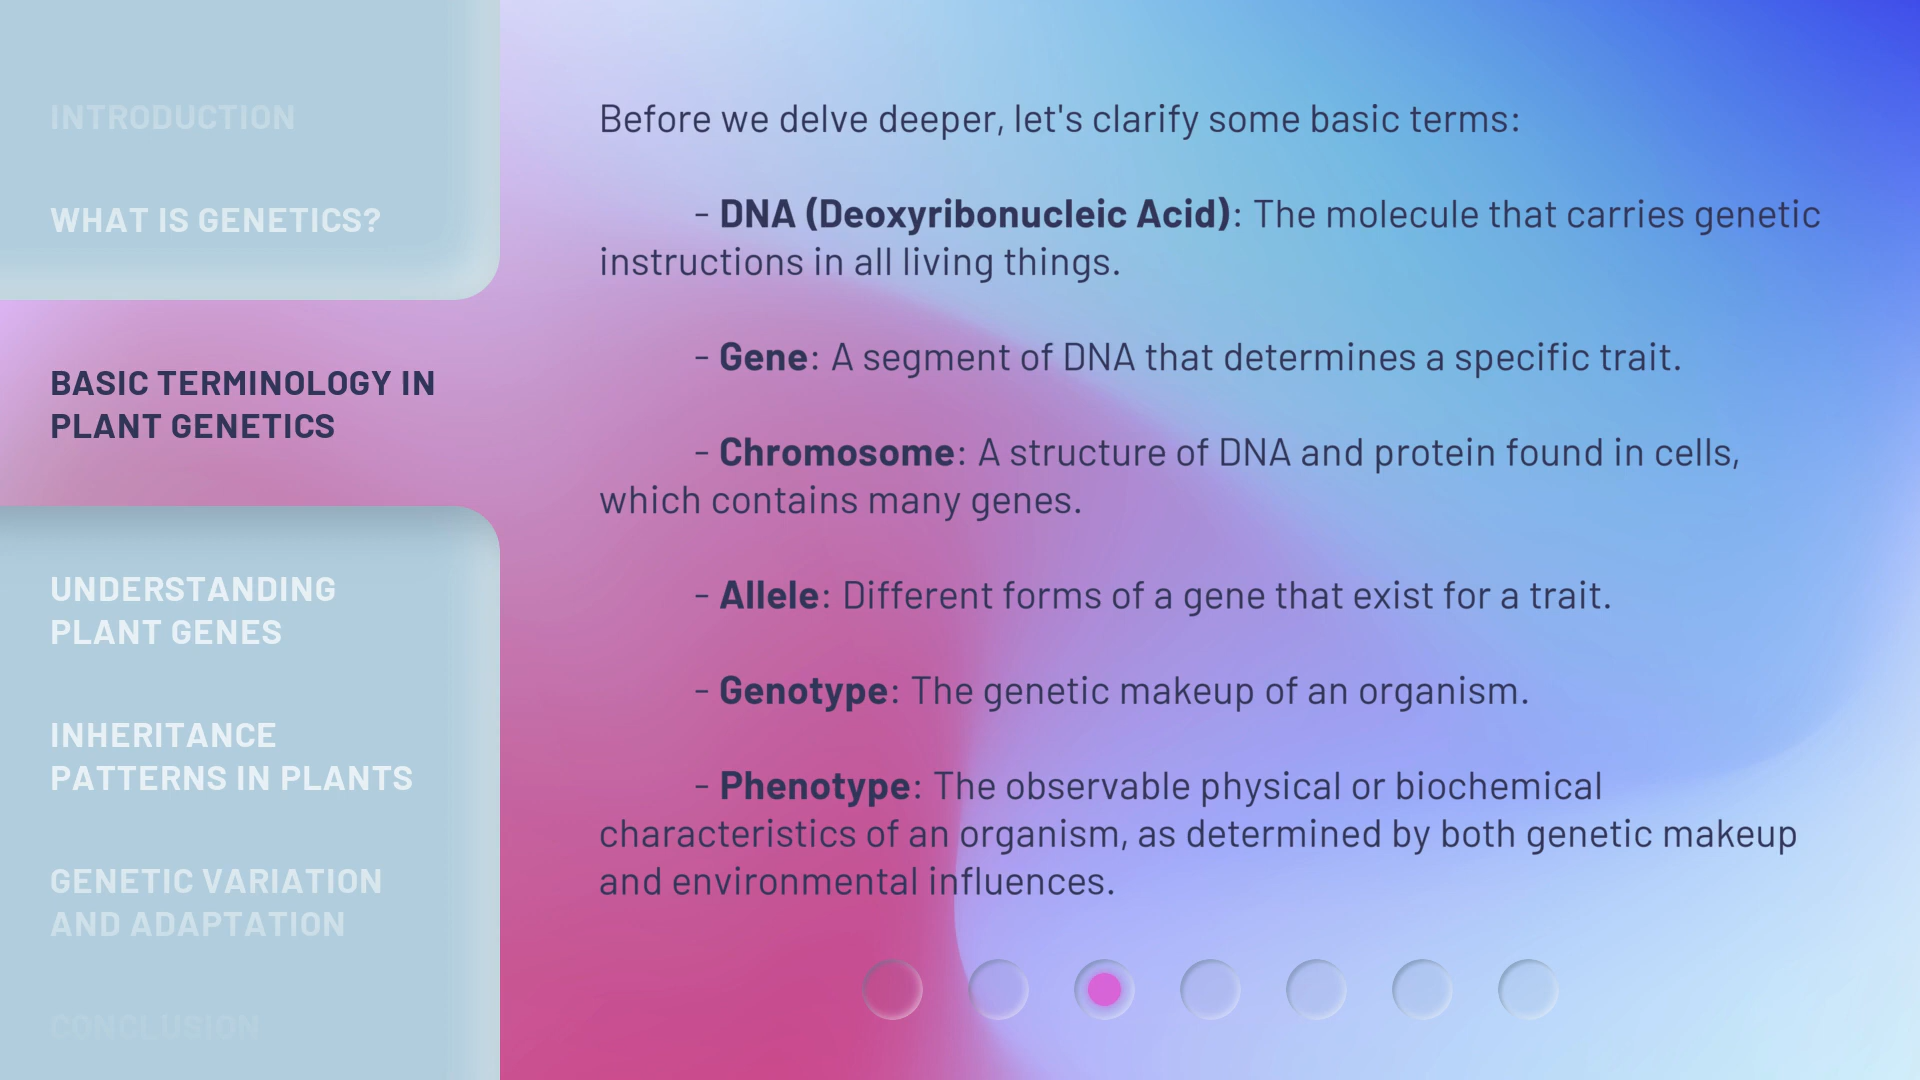 INTRODUCTION
WHAT IS GENETICS?
BASIC TERMINOLOGY IN
PLANT GENETICS
UNDERSTANDING
PLANT GENES
INHERITANCE
PATTERNS IN PLANTS
GENETIC VARIATION
AND ADAPTATION
CONCLUSION
Before we delve deeper, let's clarify some basic terms:
- DNA (Deoxyribonucleic Acid): The molecule that carries genetic
instructions in all living things.
- Gene: A segment of DNA that determines a specific trait.
- Chromosome: A structure of DNA and protein found in cells,
which contains many genes.
- Allele: Different forms of a gene that exist for a trait.
- Genotype: The genetic makeup of an organism.
- Phenotype: The observable physical or biochemical
characteristics of an organism, as determined by both genetic makeup
and environmental influences.